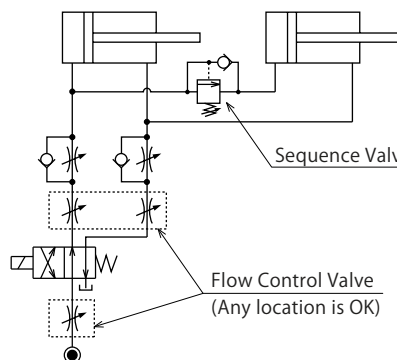 Sequence Valv
Flow Control Valve
(Any location is OK)